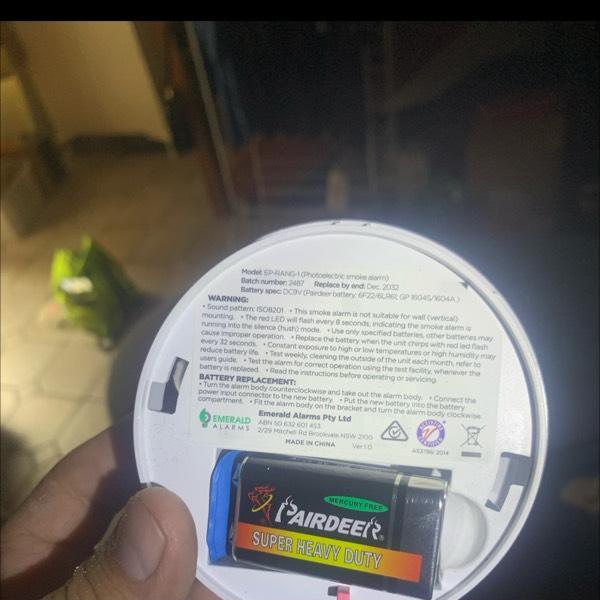 Model: EP-RANG-1 (Photoelectric smoke alarm)
Batch number: 2487 Replace by end: Dec. 2032
Battery spec: DC9V (Pairdeer battery: 6F22/6LR61; GP 1604S/1604A)
WARNING:
• Sound pattern: ISO8201 • This smoke alarm is not suitable for wall (vertical)
mounting. • The red LED will flash every 8 seconds, indicating the smoke alarm is
running into the silence (hush) mode. • Use only specified batteries, other batteries may
cause improper operation. • Replace the battery when the unit chirps with red led flash
every 32 seconds. • Constant exposure to high or low temperatures or high humidity may
reduce battery life. • Test weekly, cleaning the outside of the unit each month, refer to
users guide. • Test the alarm for correct operation using the test facility, whenever the
battery is replaced. • Read the instructions before operating or servicing.
BATTERY REPLACEMENT:
• Turn the alarm body counterclockwise and take out the alarm body. • Connect the
power input connector to the new battery. • Put the new battery into the battery
compartment. • Fit the alarm body on the bracket and turn the alarm body clockwise.
EMERALD
ALARMS
Emerald Alarms Pty Ltd
ABN 50 632 601 453
2/29 Mitchell Rd Brookvale NSW 2100
MADE IN CHINA Ver 1.0
AS3786: 2014
MERCURY FREE
PAIRDEER®
SUPER HEAVY DUTY